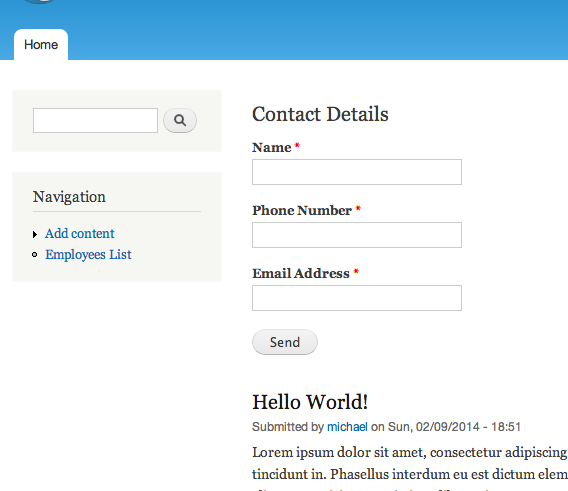 Home
Navigation
Add content
Employees List
Contact Details
Name *
Phone Number *
Email Address *
Send
Hello World!
Submitted by michael on Sun, 02/09/2014 - 18:51
Lorem ipsum dolor sit amet, consectetur adipiscing
tincidunt in. Phasellus interdum eu est dictum elem